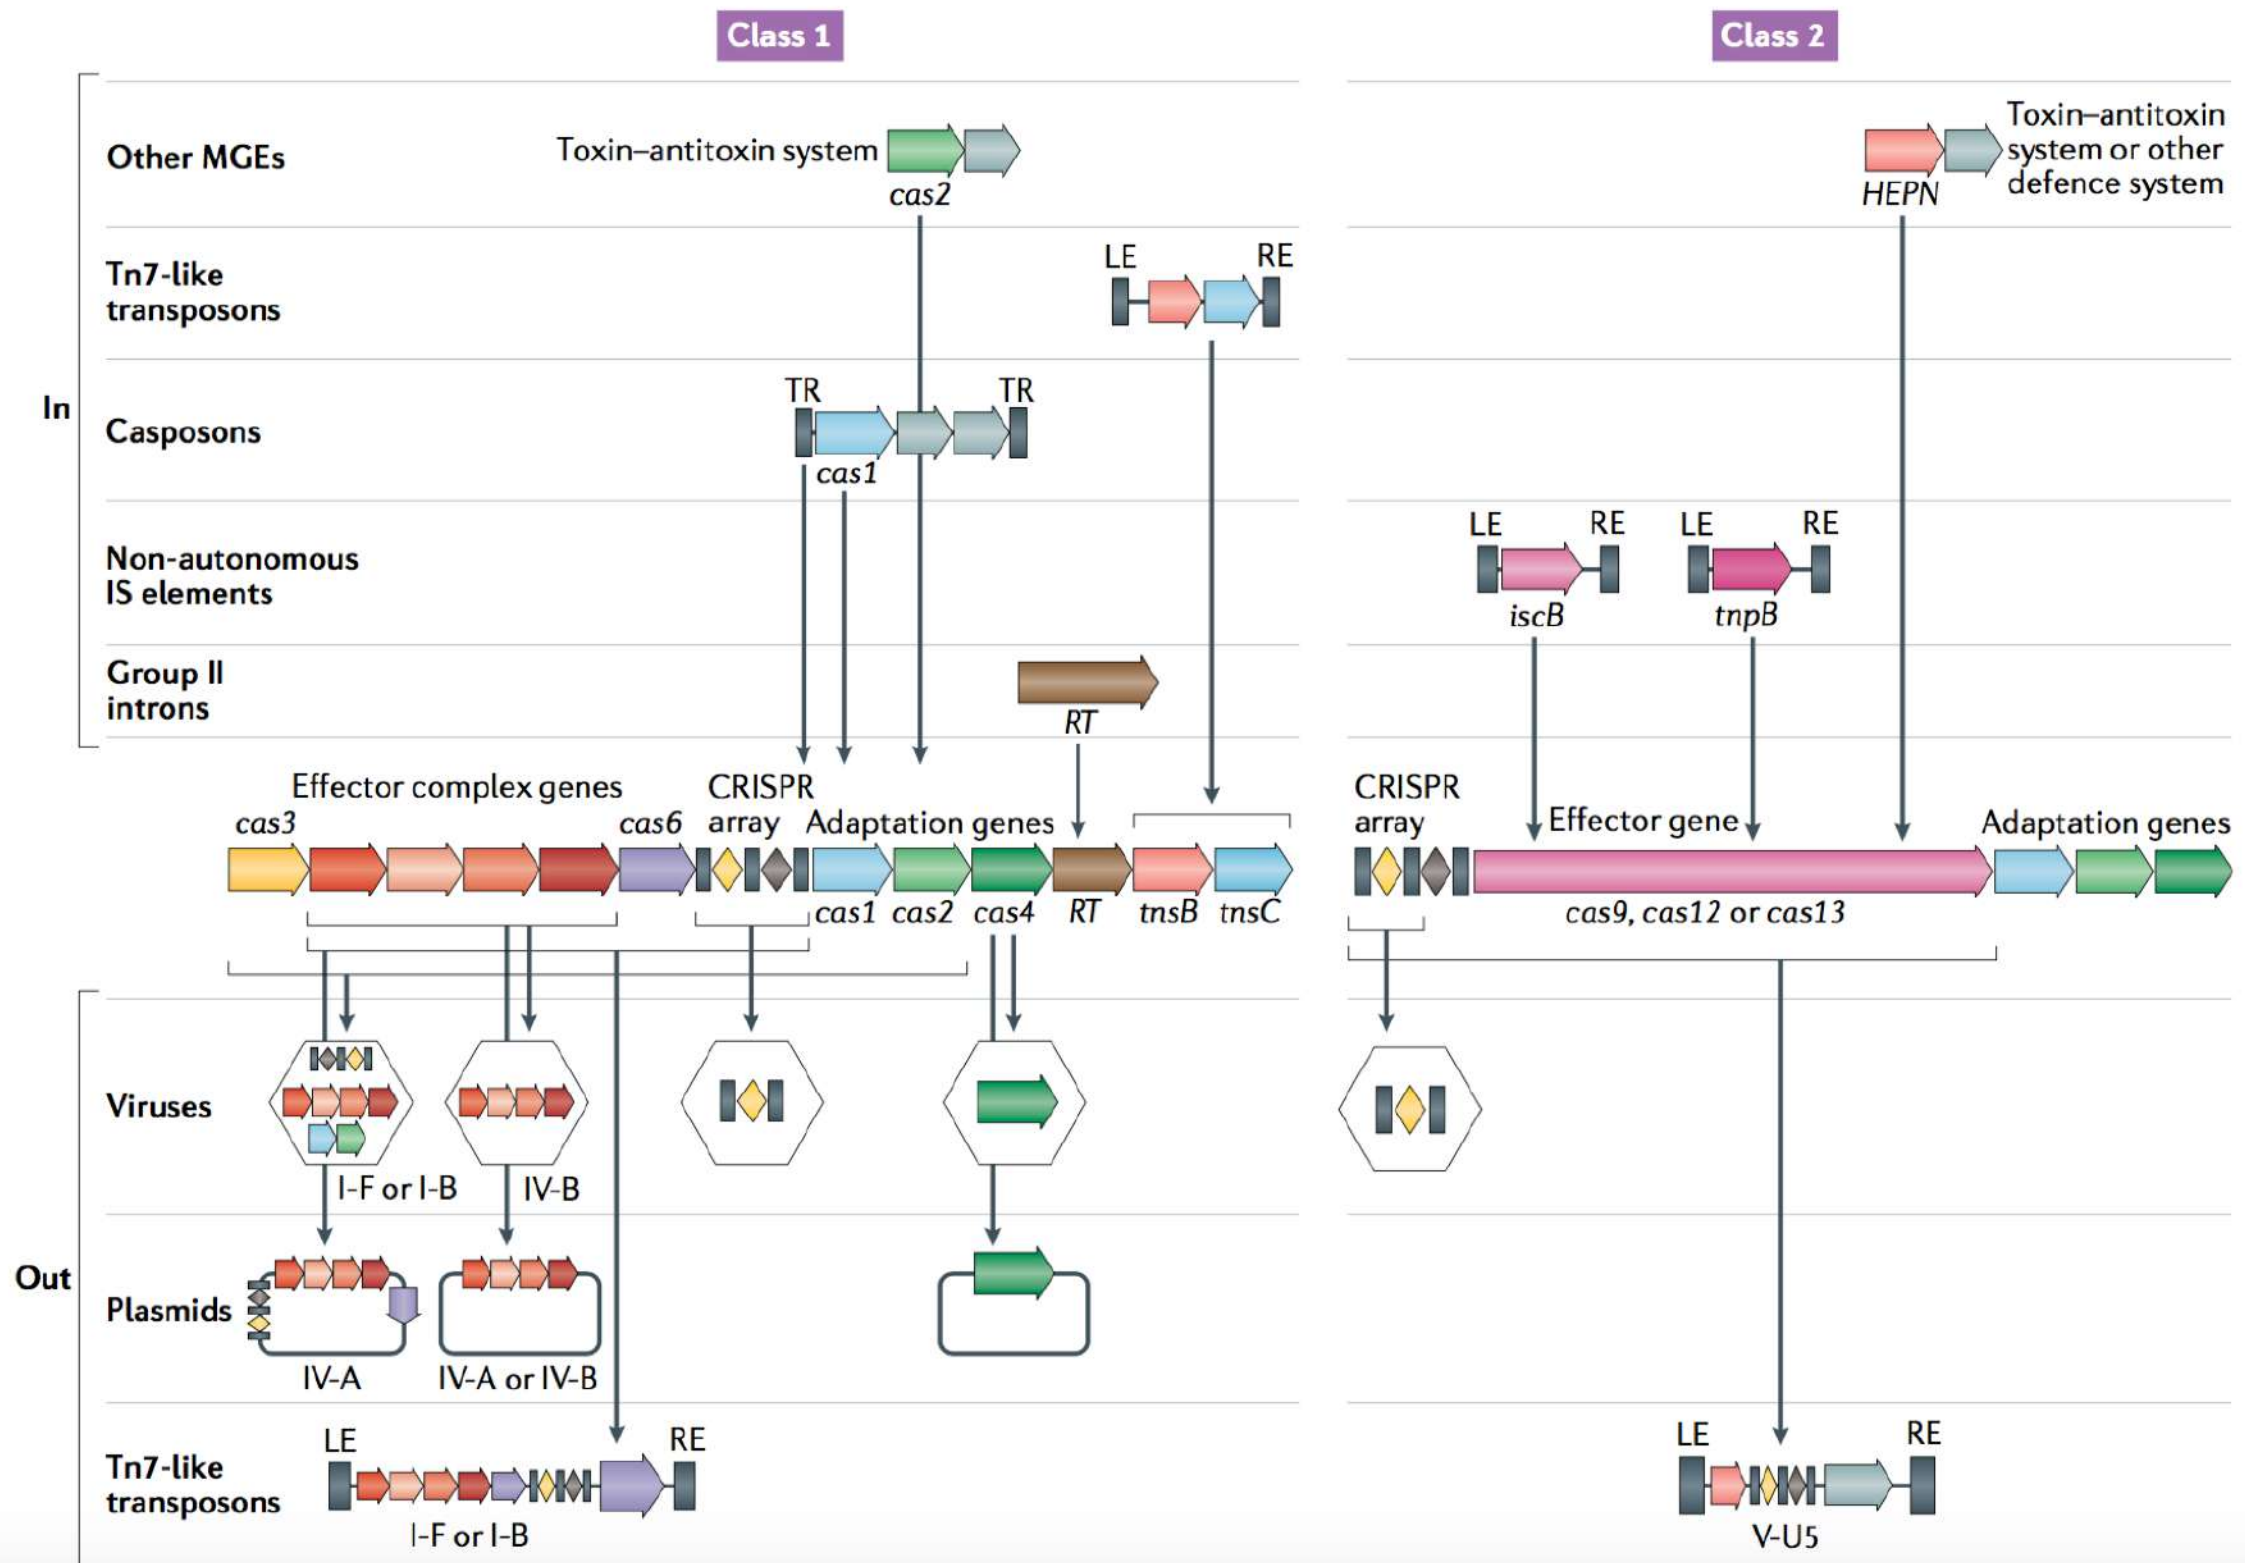 Class 1
Class 2
Other MGEs
Toxin–antitoxin system
cas2
HEPN
Toxin–antitoxin
system or other
defence system
Tn7-like
transposons
LE
RE
In
Casposons
TR
TR
cas1
Non-autonomous
IS elements
LE
RE
LE
RE
iscB
tnpB
Group II
introns
RT
Effector complex genes
cas3
cas6
CRISPR
array
Adaptation genes
cas1
cas2
cas4
RT
tnsB
tnsC
CRISPR
array
Effector gene
Adaptation genes
cas9, cas12 or cas13
Out
Viruses
I-F or I-B
IV-B
Plasmids
IV-A
IV-A or IV-B
Tn7-like
transposons
LE
RE
I-F or I-B
LE
RE
V-U5